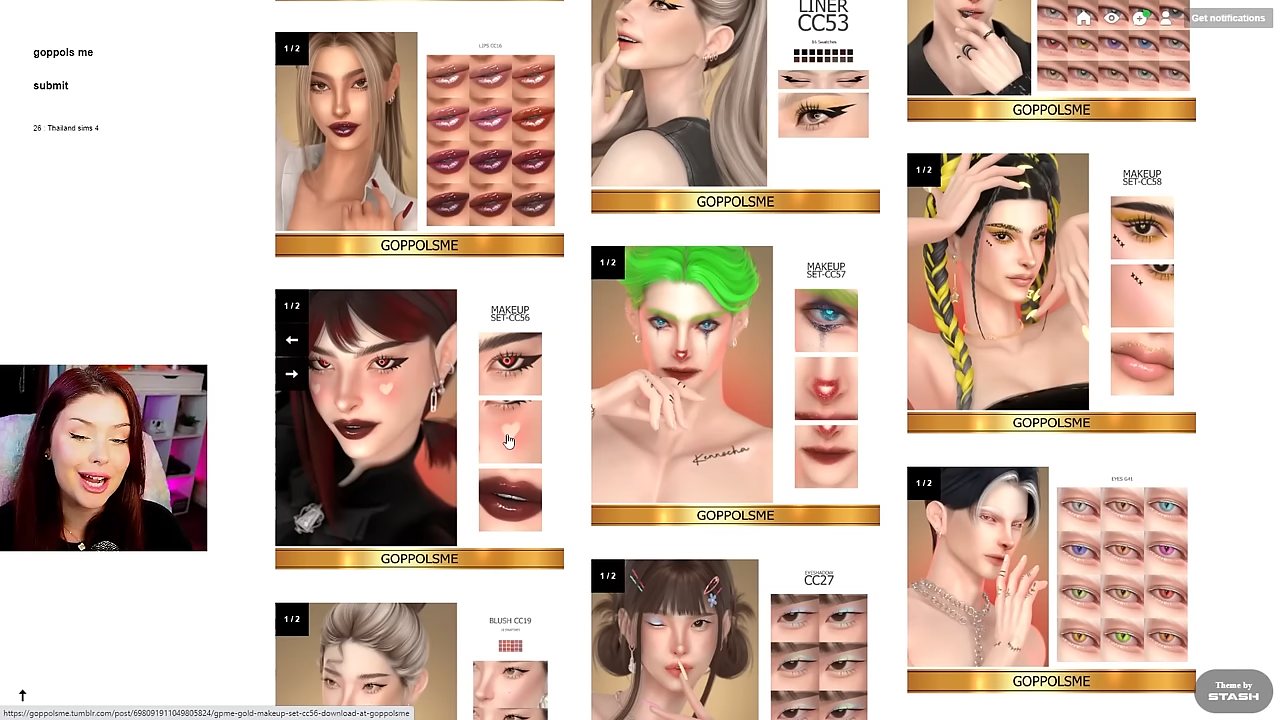 goppols me
submit
26 : Thailand sims 4
1 / 2
LIPS CC16
GOPPOLSME
1 / 2
MAKEUP
SET-CC56
GOPPOLSME
1 / 2
BLUSH CC19
LINER
CC53
GOPPOLSME
1 / 2
MAKEUP
SET-CC57
Kennocha
GOPPOLSME
1 / 2
EYESHADOW
CC27
Get notifications
GOPPOLSME
1 / 2
MAKEUP
SET-CC58
GOPPOLSME
1 / 2
EYES G41
GOPPOLSME
Theme by
STASH
https://goppolsme.tumblr.com/post/698091911049805824/gpme-gold-makeup-set-cc56-download-at-goppolsme